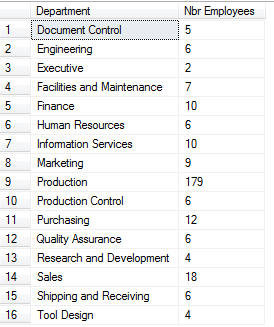 Department Nbr Employees
1 Document Control 5
2 Engineering 6
3 Executive 2
4 Facilities and Maintenance 7
5 Finance 10
6 Human Resources 6
7 Information Services 10
8 Marketing 9
9 Production 179
10 Production Control 6
11 Purchasing 12
12 Quality Assurance 6
13 Research and Development 4
14 Sales 18
15 Shipping and Receiving 6
16 Tool Design 4